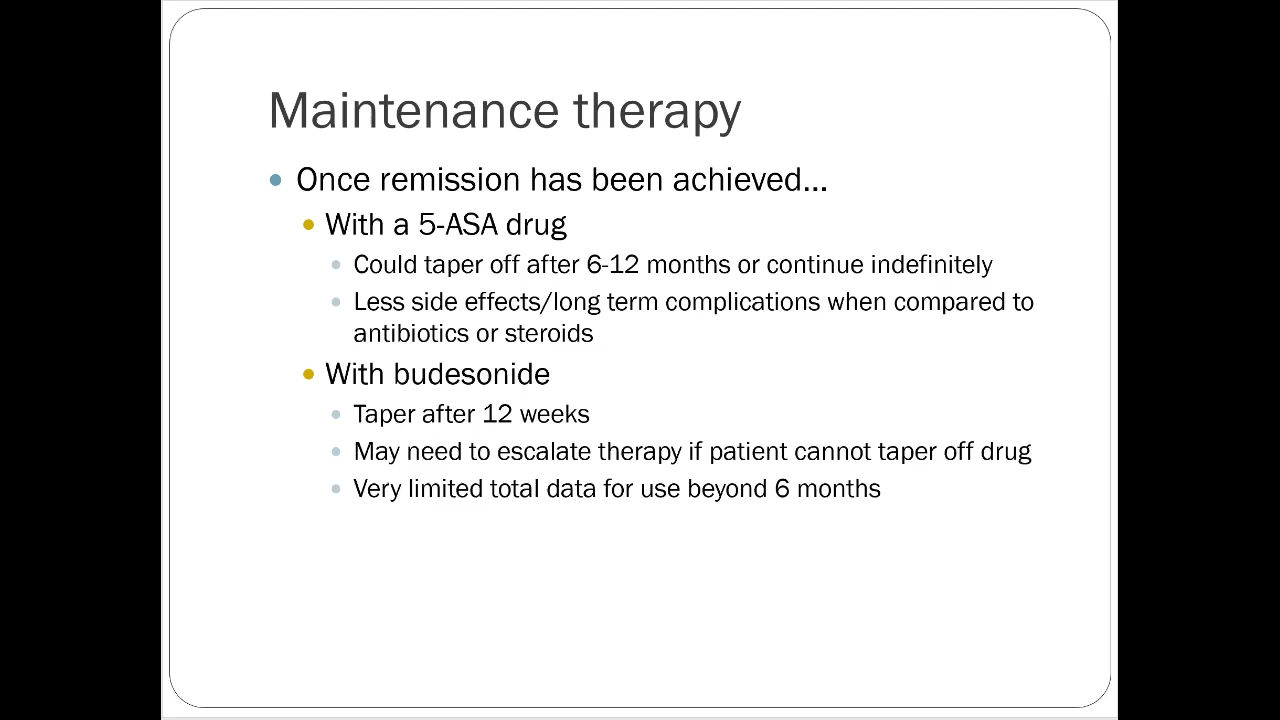 Maintenance therapy
Once remission has been achieved...
With a 5-ASA drug
Could taper off after 6-12 months or continue indefinitely
Less side effects/long term complications when compared to
antibiotics or steroids
With budesonide
Taper after 12 weeks
May need to escalate therapy if patient cannot taper off drug
Very limited total data for use beyond 6 months